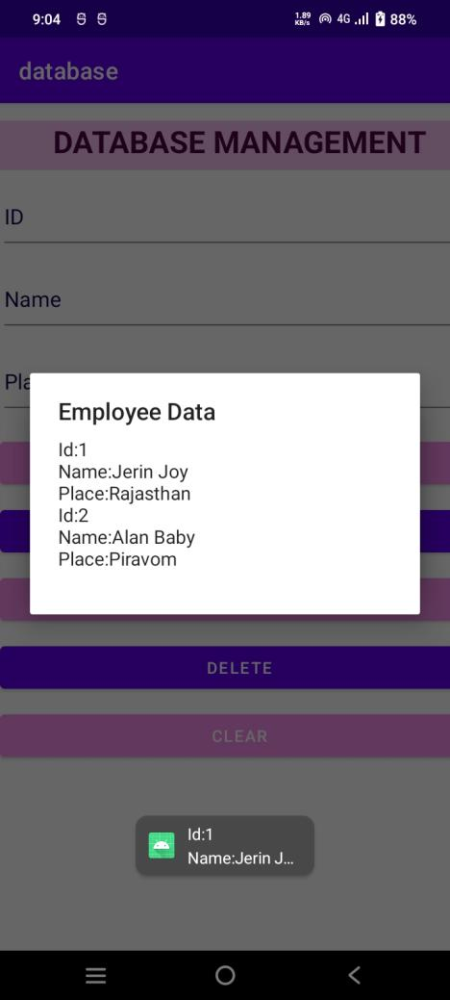 9:04 1.89 KB/s 4G 88%
database
DATABASE MANAGEMENT
ID
Name
Employee Data
Id:1
Name:Jerin Joy
Place:Rajasthan
Id:2
Name:Alan Baby
Place:Piravom
DELETE
CLEAR
Id:1
Name:Jerin J...